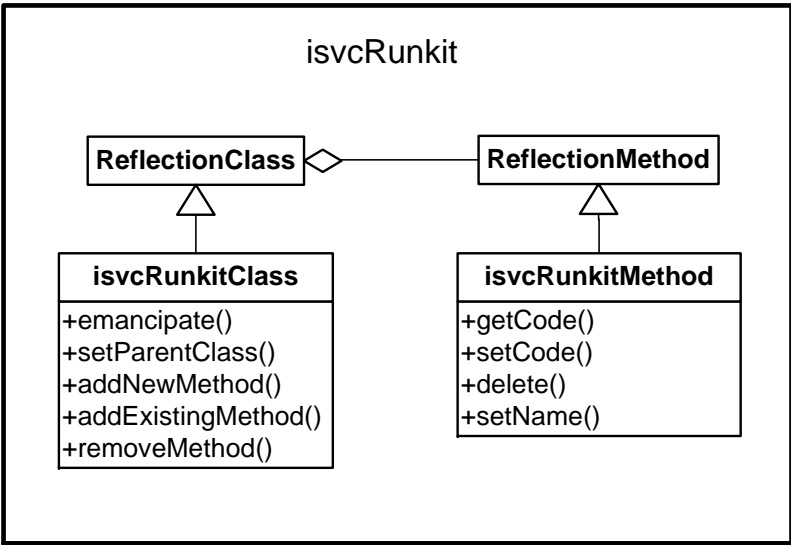 isvcRunkit
ReflectionClass
ReflectionMethod
isvcRunkitClass
+emancipate()
+setParentClass()
+addNewMethod()
+addExistingMethod()
+removeMethod()
isvcRunkitMethod
+getCode()
+setCode()
+delete()
+setName()